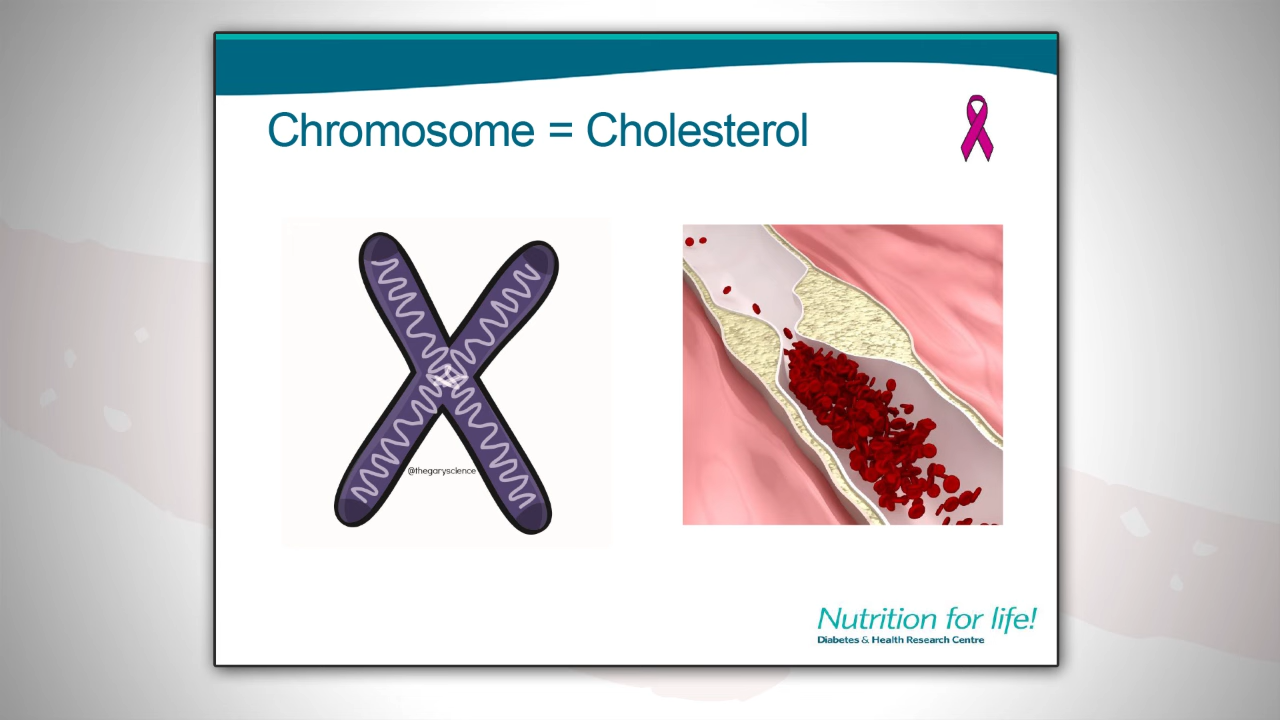 Chromosome = Cholesterol
@thegaryscience
Nutrition for life!
Diabetes & Health Research Centre